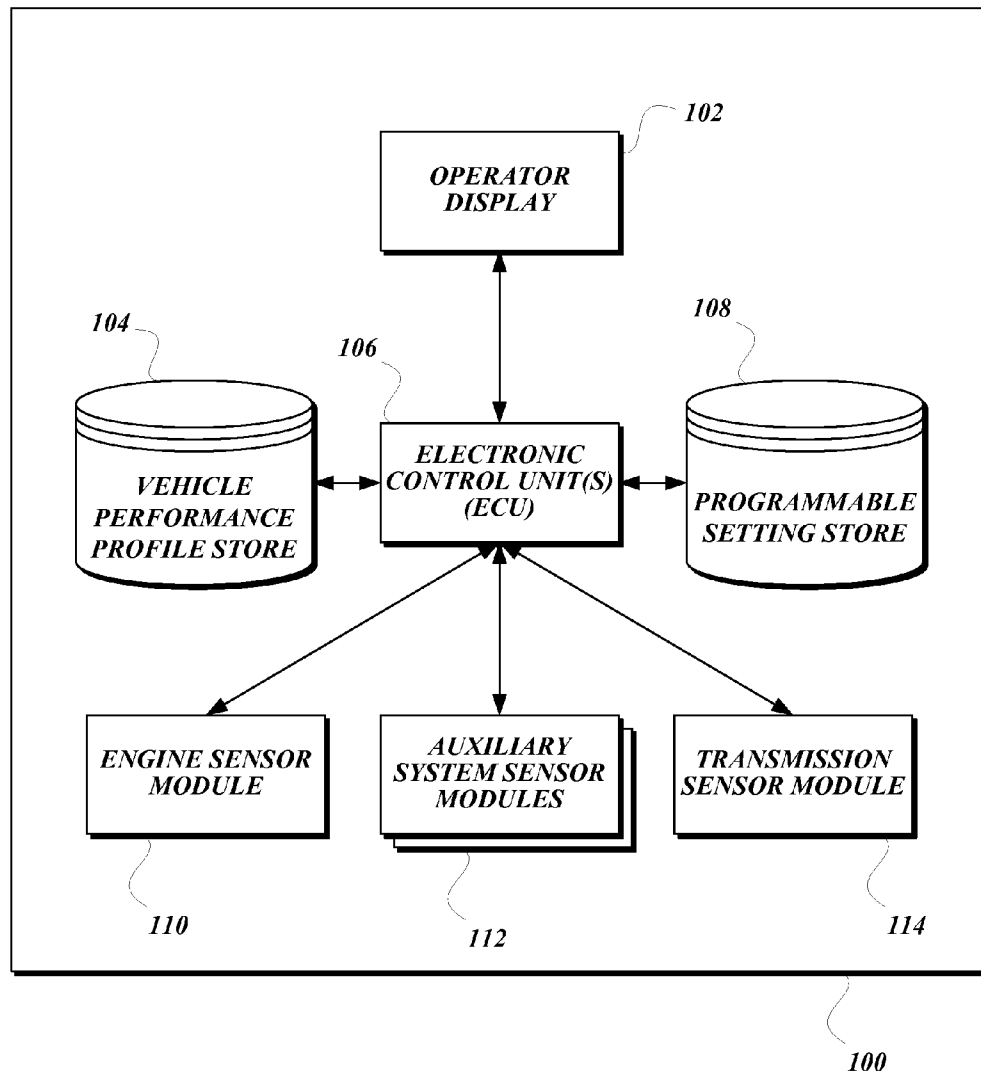 102
OPERATOR
DISPLAY
104
106
108
VEHICLE
PERFORMANCE
PROFILE STORE
ELECTRONIC
CONTROL UNIT(S)
(ECU)
PROGRAMMABLE
SETTING STORE
ENGINE SENSOR
MODULE
AUXILIARY
SYSTEM SENSOR
MODULES
TRANSMISSION
SENSOR MODULE
110
112
114
100